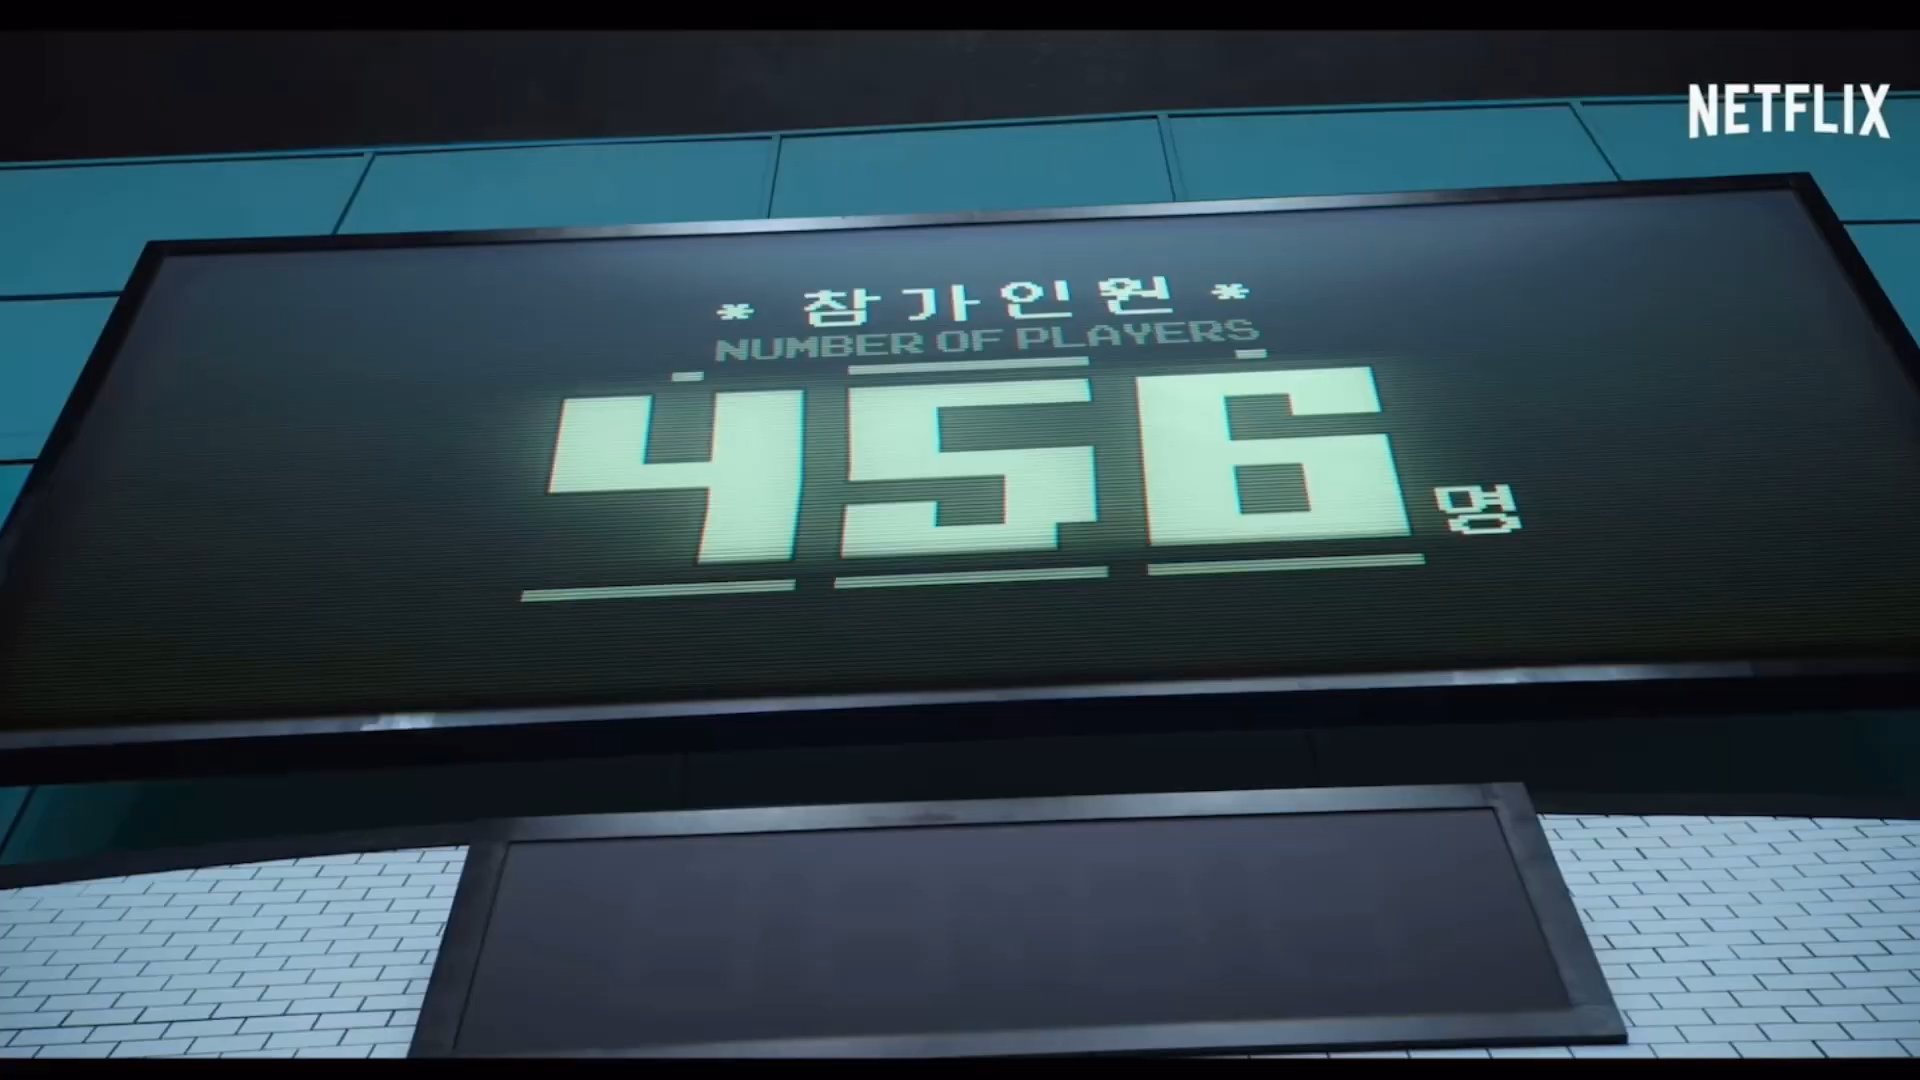 NETFLIX
* 참가인원 *
NUMBER OF PLAYERS
456명